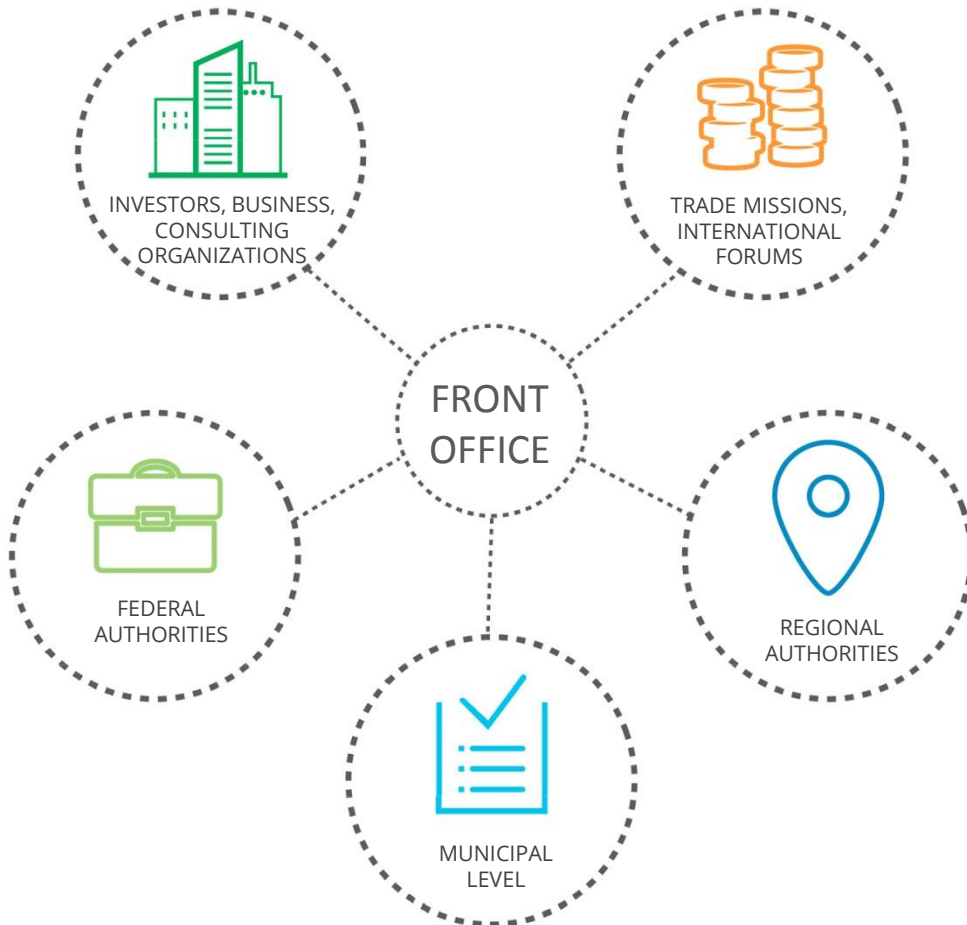 INVESTORS, BUSINESS,
CONSULTING
ORGANIZATIONS
TRADE MISSIONS,
INTERNATIONAL
FORUMS
FRONT
OFFICE
FEDERAL
AUTHORITIES
REGIONAL
AUTHORITIES
MUNICIPAL
LEVEL